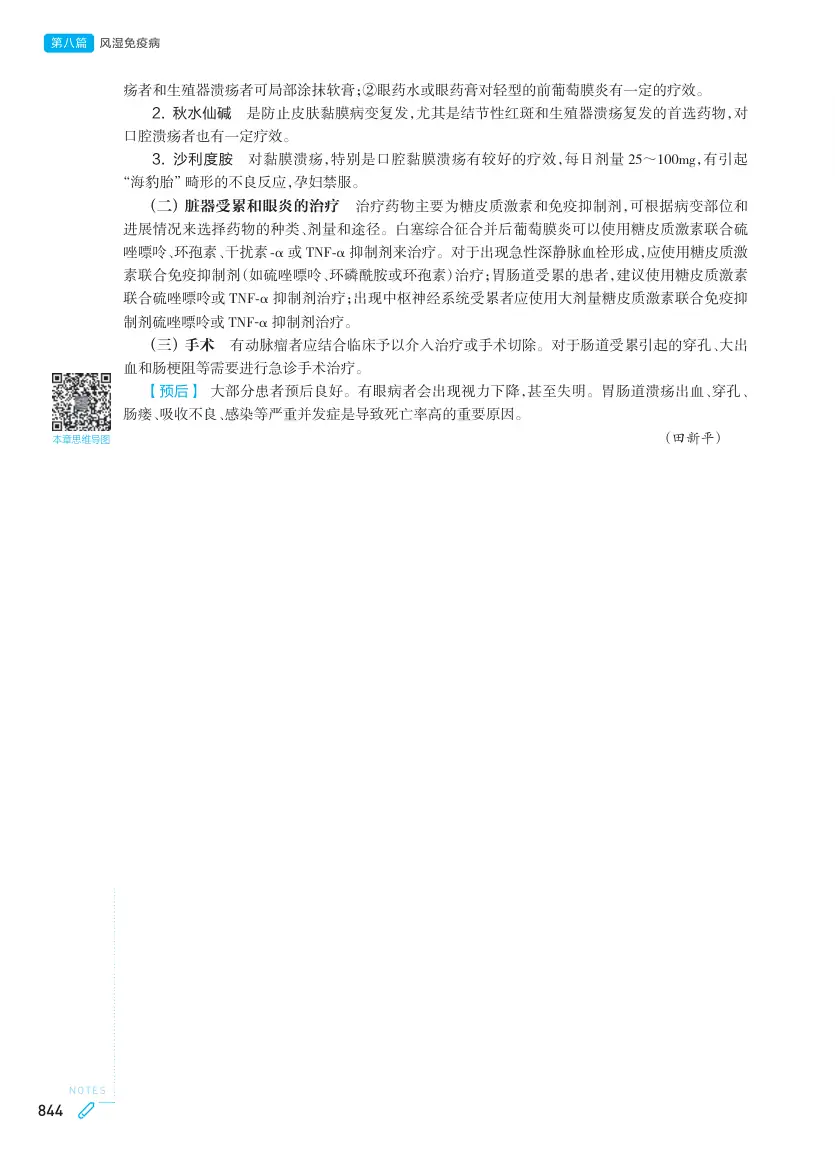 第八篇 风湿免疫病
疡者和生殖器溃疡者可局部涂抹软膏;②眼药水或眼药膏对轻型的前葡萄膜炎有一定的疗效。
2. 秋水仙碱 是防止皮肤黏膜病变复发,尤其是结节性红斑和生殖器溃疡复发的首选药物,对
口腔溃疡者也有一定疗效。
3. 沙利度胺 对黏膜溃疡,特别是口腔黏膜溃疡有较好的疗效,每日剂量 25～100mg,有引起
“海豹胎” 畸形的不良反应,孕妇禁服。
(二) 脏器受累和眼炎的治疗 治疗药物主要为糖皮质激素和免疫抑制剂,可根据病变部位和
进展情况来选择药物的种类、剂量和途径。白塞综合征合并后葡萄膜炎可以使用糖皮质激素联合硫
唑嘌呤、环孢素、干扰素 -α 或 TNF-α 抑制剂来治疗。对于出现急性深静脉血栓形成,应使用糖皮质激
素联合免疫抑制剂(如硫唑嘌呤、环磷酰胺或环孢素)治疗;胃肠道受累的患者,建议使用糖皮质激素
联合硫唑嘌呤或 TNF-α 抑制剂治疗;出现中枢神经系统受累者应使用大剂量糖皮质激素联合免疫抑
制剂硫唑嘌呤或 TNF-α 抑制剂治疗。
(三) 手术 有动脉瘤者应结合临床予以介入治疗或手术切除。对于肠道受累引起的穿孔、大出
血和肠梗阻等需要进行急诊手术治疗。
【预后】 大部分患者预后良好。有眼病者会出现视力下降,甚至失明。胃肠道溃疡出血、穿孔、
肠瘘、吸收不良、感染等严重并发症是导致死亡率高的重要原因。
(田新平)
本章思维导图
NOTES
844